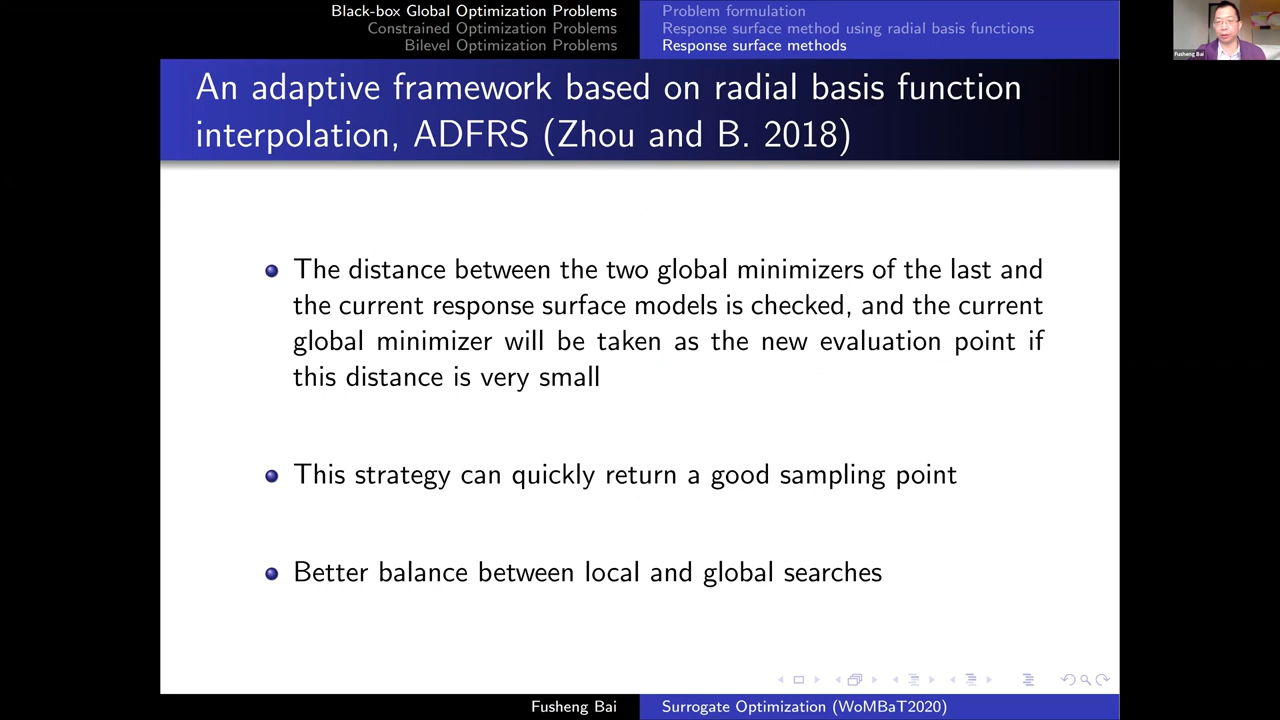 Black-box Global Optimization Problems
Constrained Optimization Problems
Bilevel Optimization Problems
Problem formulation
Response surface method using radial basis functions
Response surface methods
Fusheng Bai
An adaptive framework based on radial basis function
interpolation, ADFRS (Zhou and B. 2018)
The distance between the two global minimizers of the last and
the current response surface models is checked, and the current
global minimizer will be taken as the new evaluation point if
this distance is very small
This strategy can quickly return a good sampling point
Better balance between local and global searches
Fusheng Bai
Surrogate Optimization (WoMBaT2020)